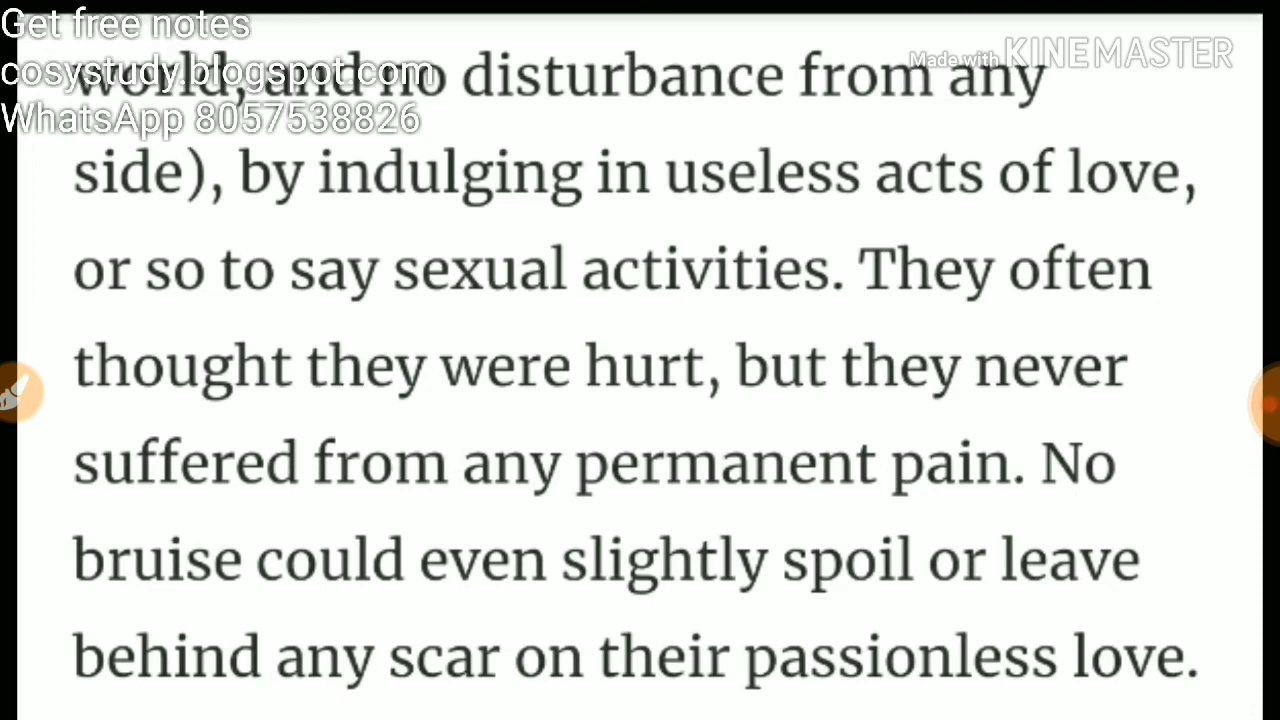 Get free notes
cosystudy.blogspot.com
WhatsApp 8057538826
Made with KINEMASTER
world, and no disturbance from any
side), by indulging in useless acts of love,
or so to say sexual activities. They often
thought they were hurt, but they never
suffered from any permanent pain. No
bruise could even slightly spoil or leave
behind any scar on their passionless love.